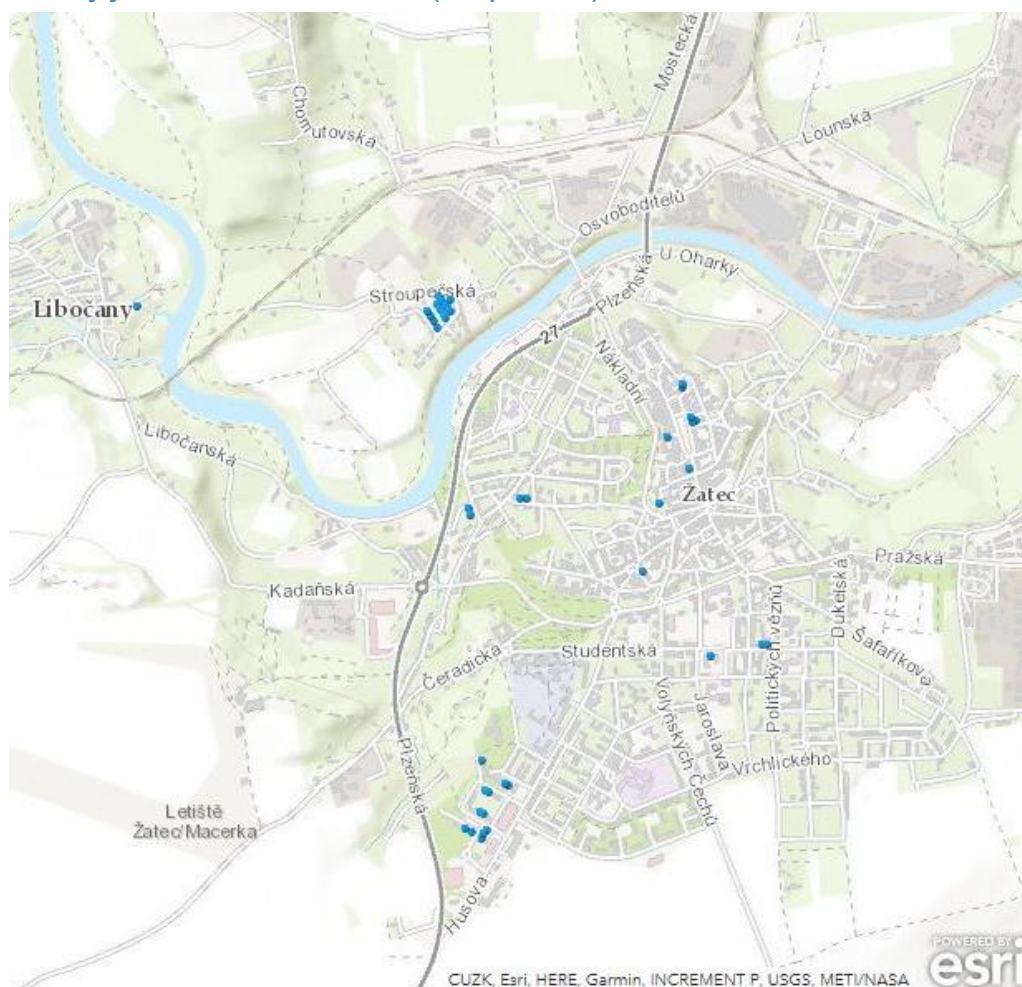 Mostecká
Chomutovská
Lounská
Osvoboditelů
U Oharky
Plzeňská
Stroupečská
Libočany
27
Nákladní
Libočanská
Žatec
Pražská
Kadaňská
Dukelská
Politických vězňů
Šafaříkova
Studentská
Čeradická
Volyňských Čechů
Jaroslava
Vrchlického
Plzeňská
Letiště
Žatec/Macerka
Husova
POWERED BY
esri
CUZK, Esri, HERE, Garmin, INCREMENT P, USGS, METI/NASA